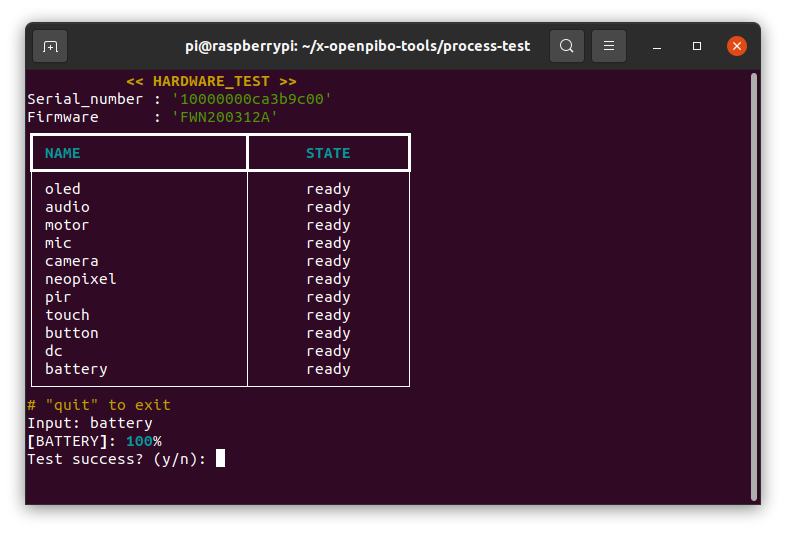 pi@raspberrypi: ~/x-openpibo-tools/process-test
<< HARDWARE_TEST >>
Serial_number : '10000000ca3b9c00'
Firmware      : 'FWN200312A'
NAME STATE
oled ready
audio ready
motor ready
mic ready
camera ready
neopixel ready
pir ready
touch ready
button ready
dc ready
battery ready
# "quit" to exit
Input: battery
[BATTERY]: 100%
Test success? (y/n):